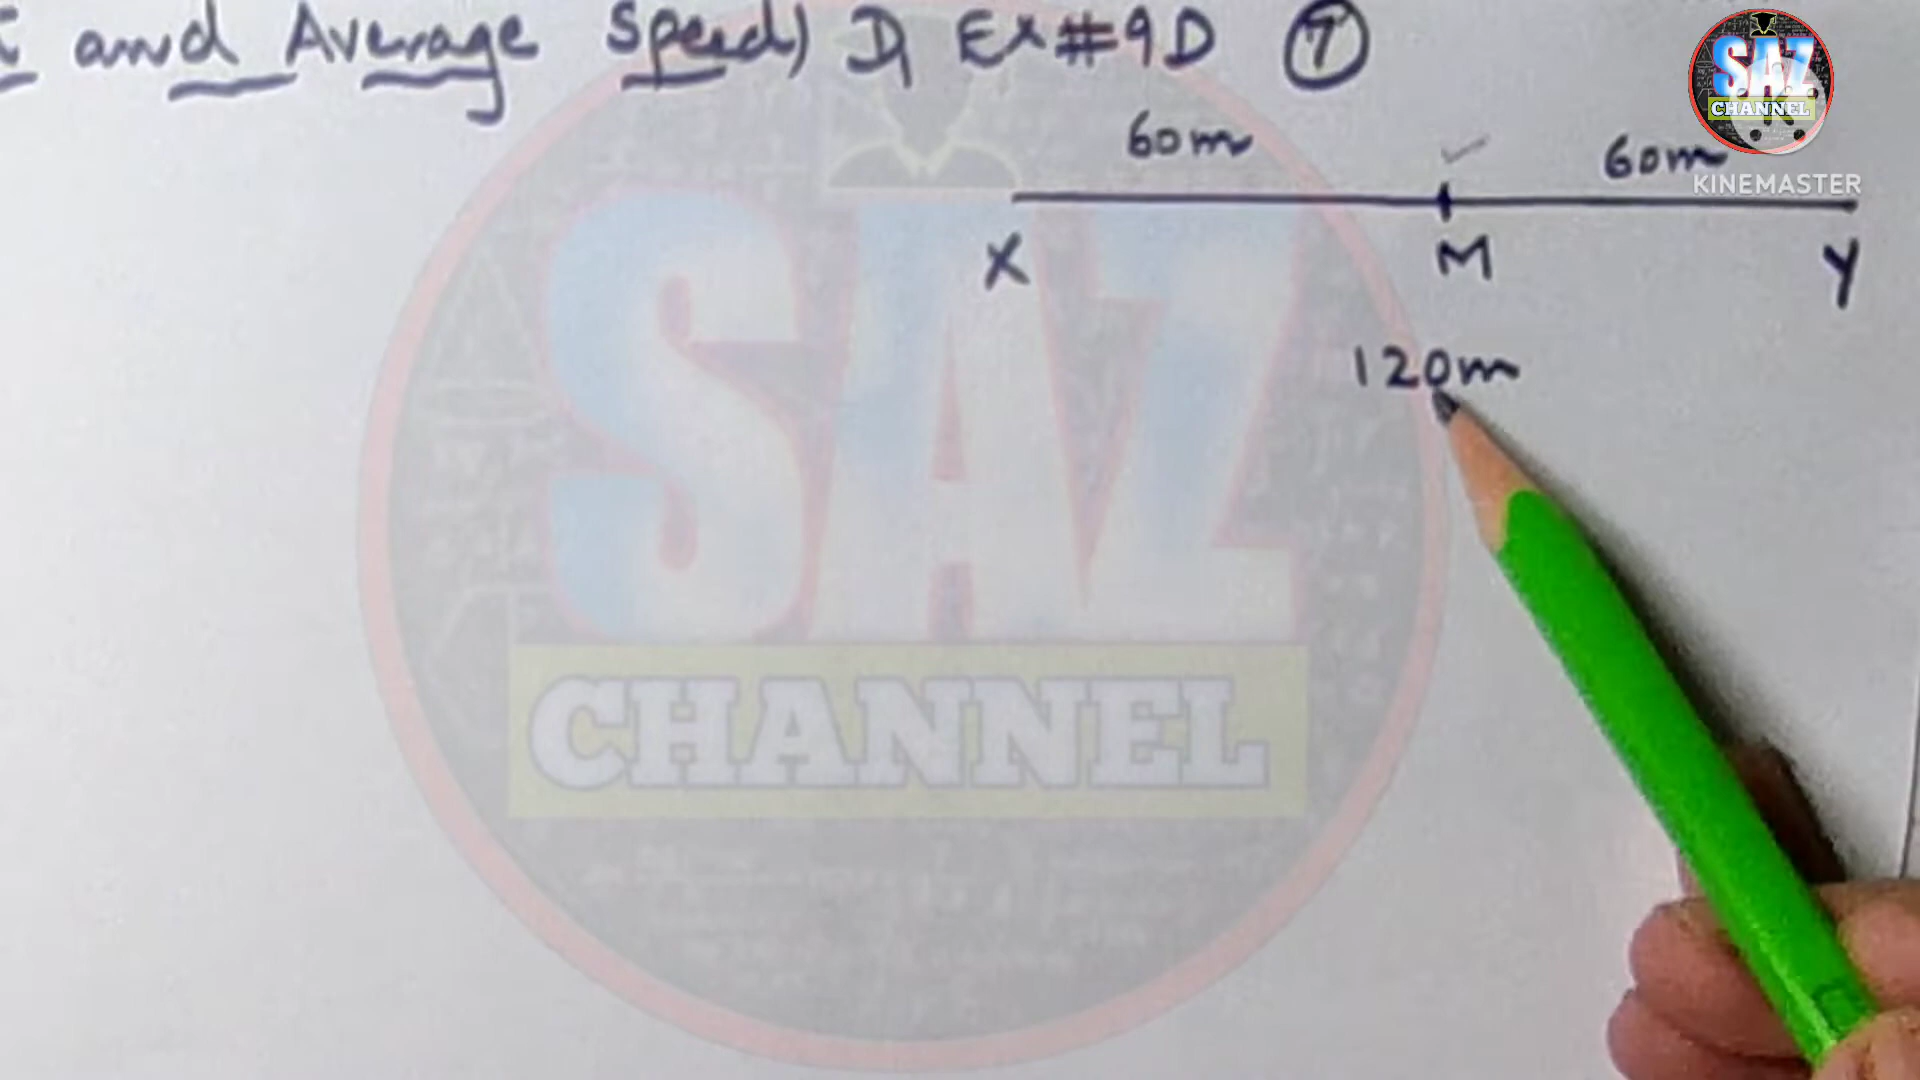 and Average Speed) D, Ex#9D 7
SAZ
CHANNEL
60m 60m
KINEMASTER
X M Y
120m
SAZ
CHANNEL